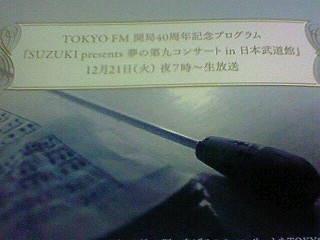 TOKYO FM 開局40周年記念プログラム
『SUZUKI presents 夢の第九コンサート in 日本武道館』
12月21日(火) 夜7時〜生放送